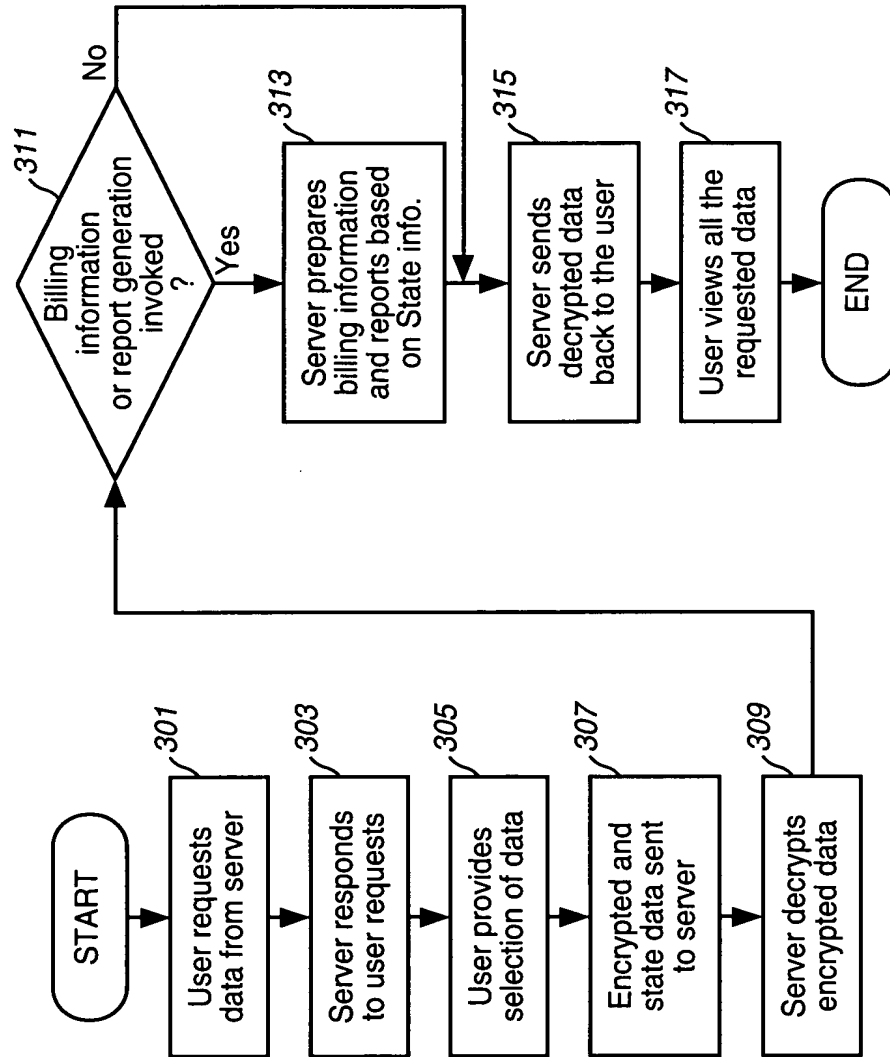 START
301
User requests
data from server
303
Server responds
to user requests
305
User provides
selection of data
307
Encrypted and
state data sent
to server
309
Server decrypts
encrypted data
311
Billing
information
or report generation
invoked
?
No
Yes
313
Server prepares
billing information
and reports based
on State info.
315
Server sends
decrypted data
back to the user
317
User views all the
requested data
END